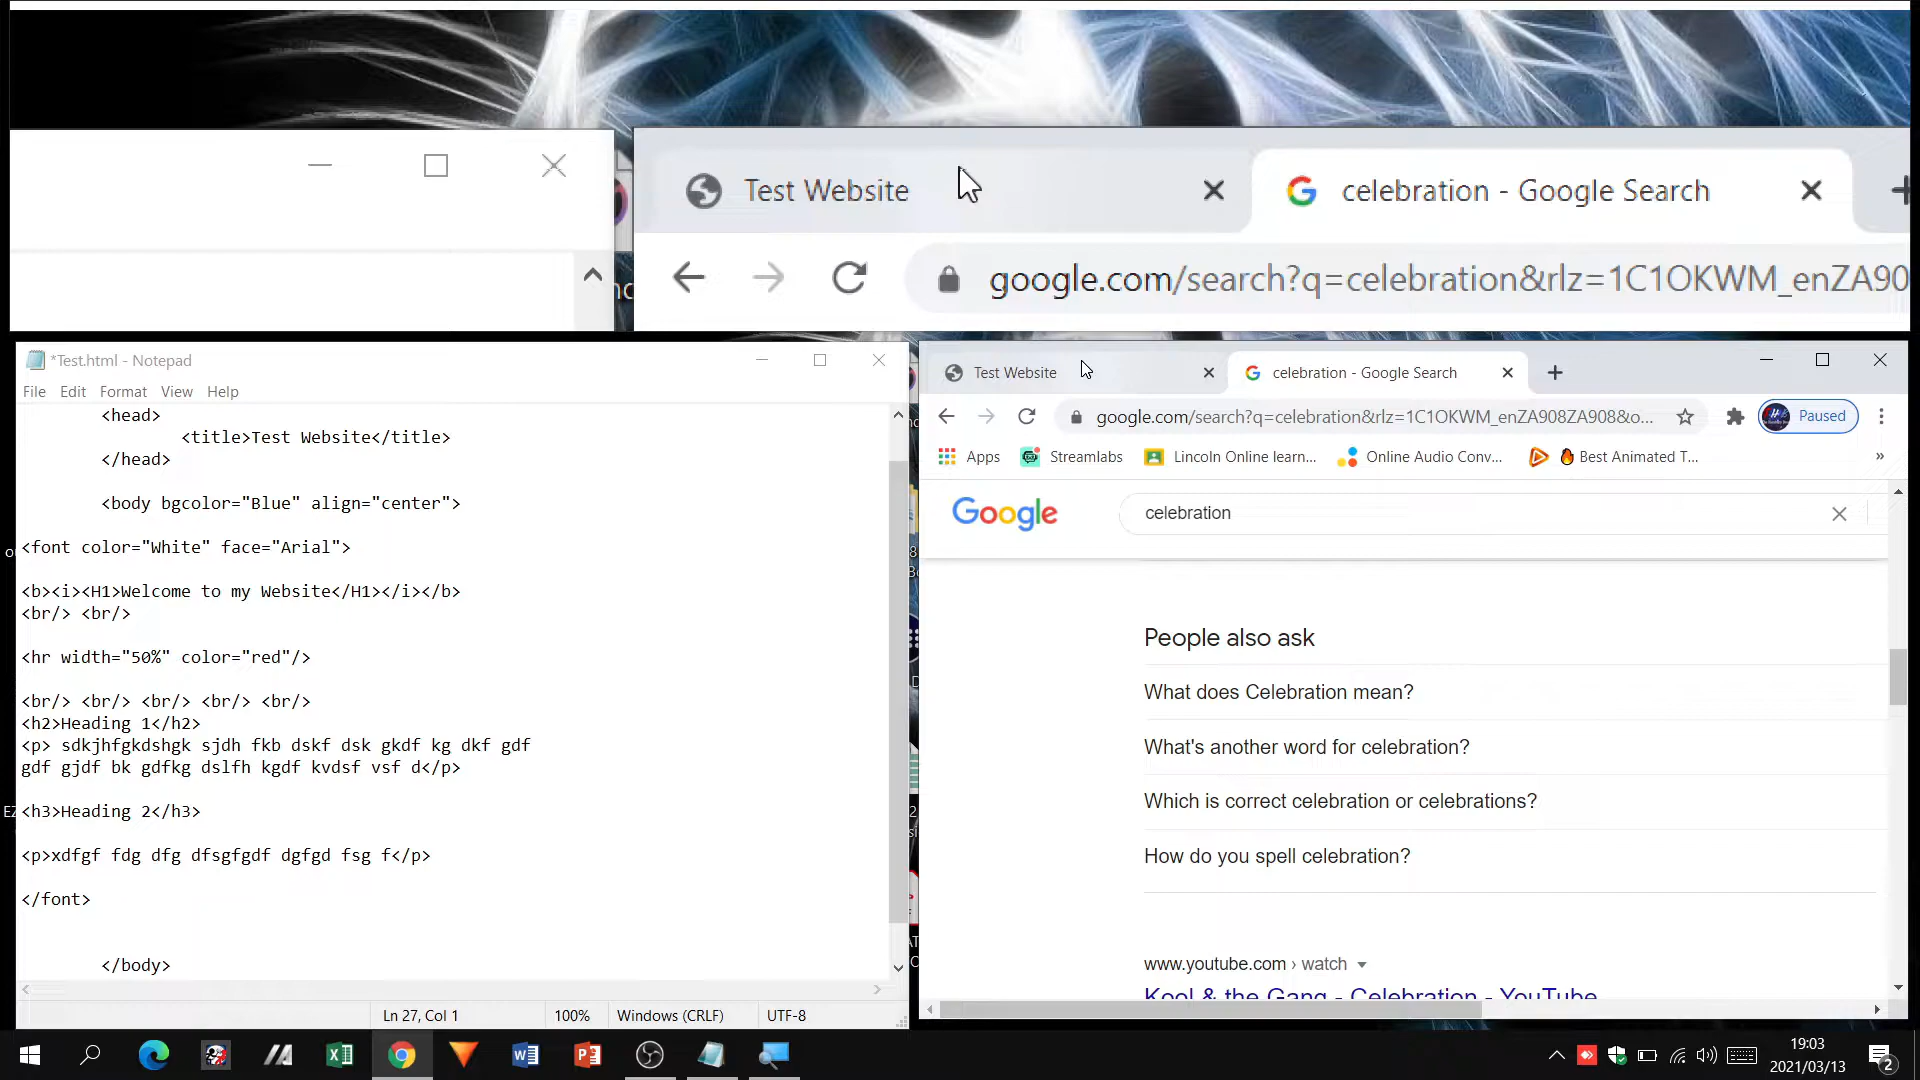 Test Website
celebration - Google Search
google.com/search?q=celebration&rlz=1C1OKWM_enZA90
*Test.html - Notepad
File Edit Format View Help
<head>
<title>Test Website</title>
</head>
<body bgcolor="Blue" align="center">
<font color="White" face="Arial">
<b><i><H1>Welcome to my Website</H1></i></b>
<br/> <br/>
<hr width="50%" color="red"/>
<br/> <br/> <br/> <br/> <br/>
<h2>Heading 1</h2>
<p> sdkjhfgkdshgk sjdh fkb dskf dsk gkdf kg dkf gdf
gdf gjdf bk gdfkg dslfh kgdf kvdsf vsf d</p>
<h3>Heading 2</h3>
<p>xdfgf fdg dfg dfsgfgdf dgfgd fsg f</p>
</font>
</body>
Ln 27, Col 1 100% Windows (CRLF) UTF-8
Test Website
celebration - Google Search
google.com/search?q=celebration&rlz=1C1OKWM_enZA908ZA908&o...
Paused
Apps Streamlabs Lincoln Online learn... Online Audio Conv... Best Animated T... »
Google
celebration
People also ask
What does Celebration mean?
What's another word for celebration?
Which is correct celebration or celebrations?
How do you spell celebration?
www.youtube.com › watch
Kool & the Gang - Celebration - YouTube
19:03
2021/03/13
2